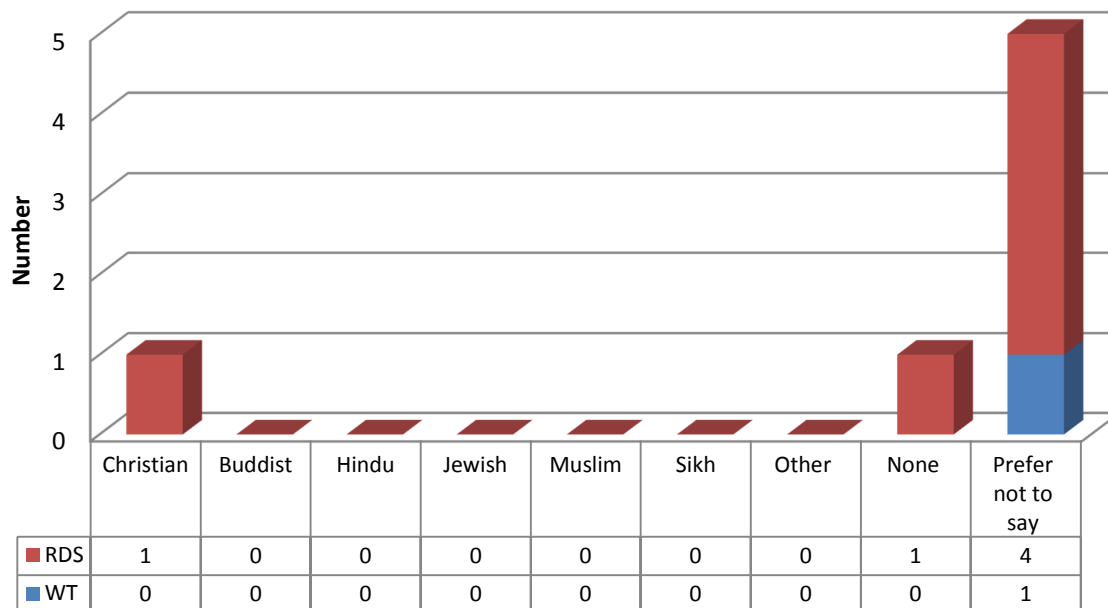 5
4
3
2
1
0
Number
Christian Buddist Hindu Jewish Muslim Sikh Other None Prefer
not to
say
RDS 1 0 0 0 0 0 0 1 4
WT 0 0 0 0 0 0 0 0 1